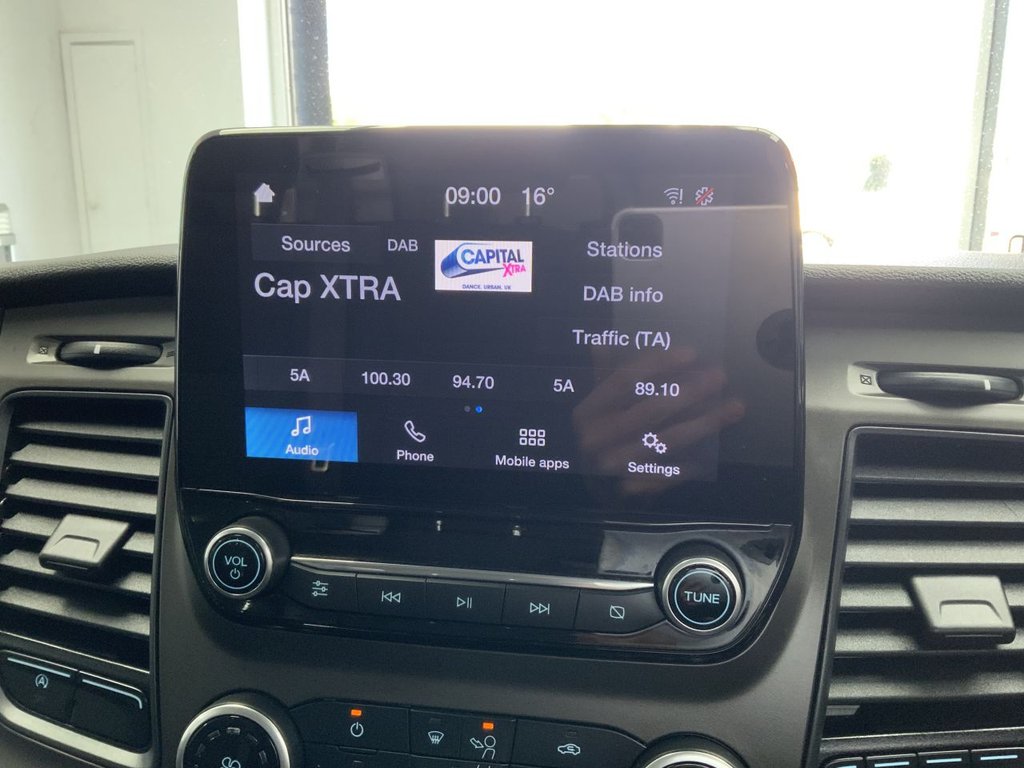 09:00 16°
Sources DAB CAPITAL XTRA Stations
DANCE. URBAN. UK
Cap XTRA DAB info
Traffic (TA)
5A 100.30 94.70 5A 89.10
Audio Phone Mobile apps Settings
VOL TUNE
A